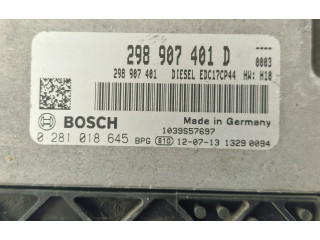 298 907 401 D ----
298 907 401 DIESEL EDC17CP44 HW: H10 0003
BOSCH Made in Germany
1039S57697
0 281 018 645 BPG 810 12-07-13 1329 0094